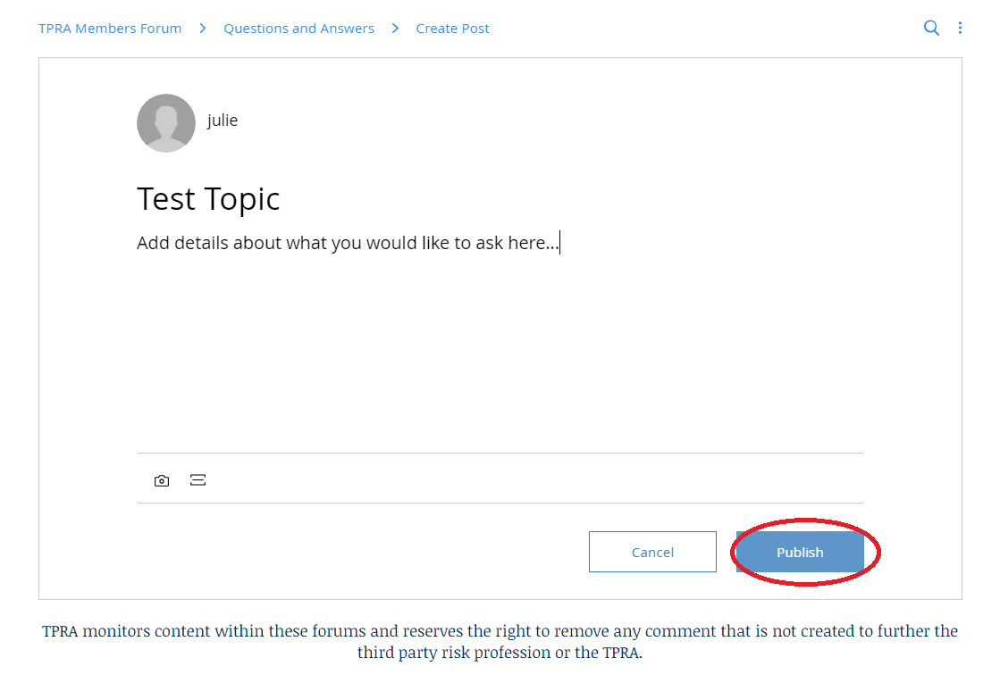 TPRA Members Forum > Questions and Answers > Create Post
julie
Test Topic
Add details about what you would like to ask here...
Cancel
Publish
TPRA monitors content within these forums and reserves the right to remove any comment that is not created to further the
third party risk profession or the TPRA.